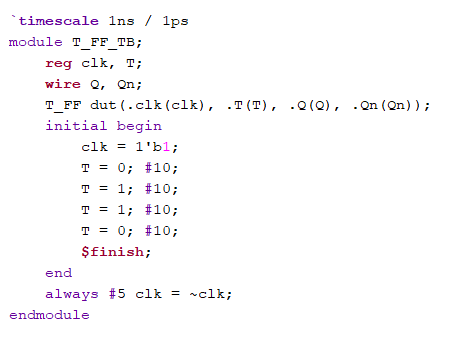 `timescale 1ns / 1ps
module T_FF_TB;
    reg clk, T;
    wire Q, Qn;
    T_FF dut(.clk(clk), .T(T), .Q(Q), .Qn(Qn));
    initial begin
        clk = 1'b1;
        T = 0; #10;
        T = 1; #10;
        T = 1; #10;
        T = 0; #10;
        $finish;
    end
    always #5 clk = ~clk;
endmodule